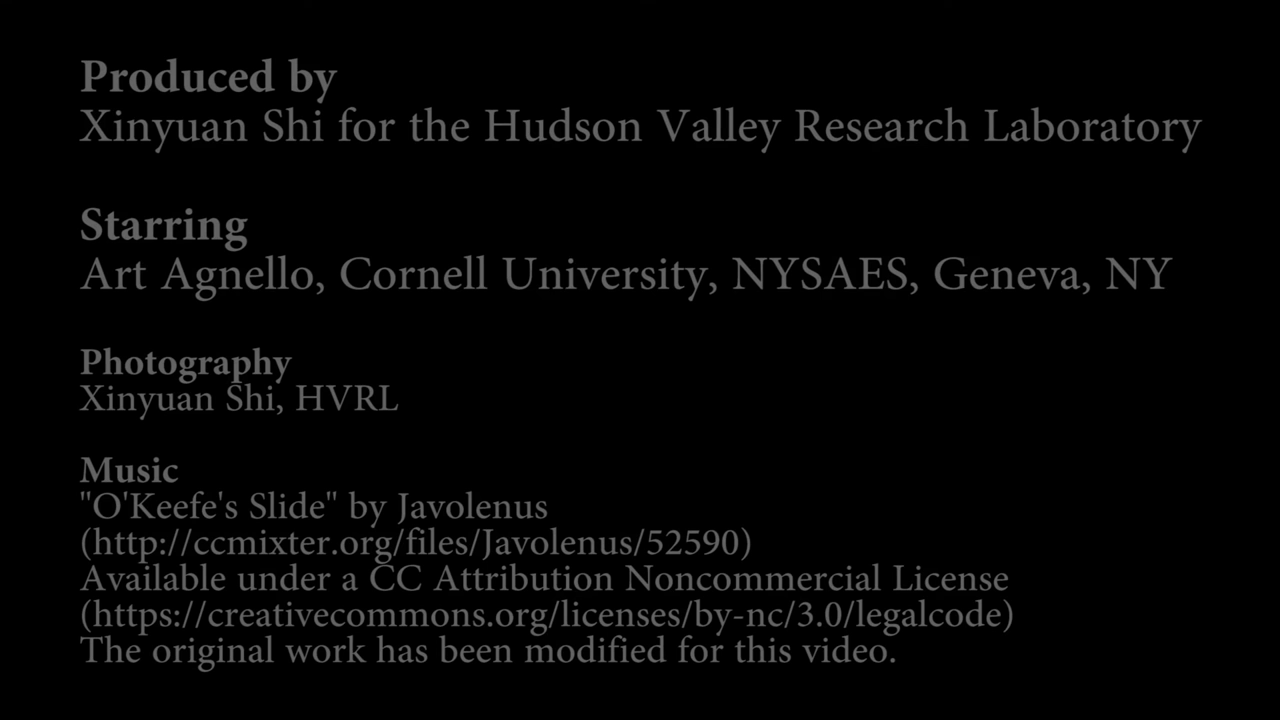 Produced by
Xinyuan Shi for the Hudson Valley Research Laboratory
Starring
Art Agnello, Cornell University, NYSAES, Geneva, NY
Photography
Xinyuan Shi, HVRL
Music
"O'Keefe's Slide" by Javolenus
(http://ccmixter.org/files/Javolenus/52590)
Available under a CC Attribution Noncommercial License
(https://creativecommons.org/licenses/by-nc/3.0/legalcode)
The original work has been modified for this video.